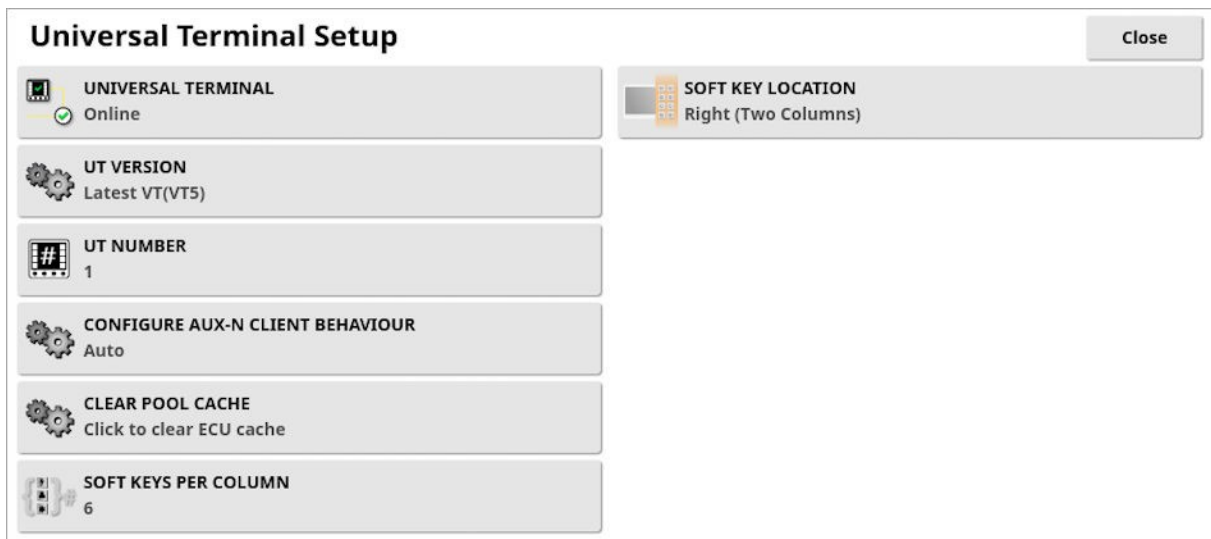 Universal Terminal Setup
Close
UNIVERSAL TERMINAL
Online
UT VERSION
Latest VT(VT5)
UT NUMBER
1
CONFIGURE AUX-N CLIENT BEHAVIOUR
Auto
CLEAR POOL CACHE
Click to clear ECU cache
SOFT KEYS PER COLUMN
6
SOFT KEY LOCATION
Right (Two Columns)